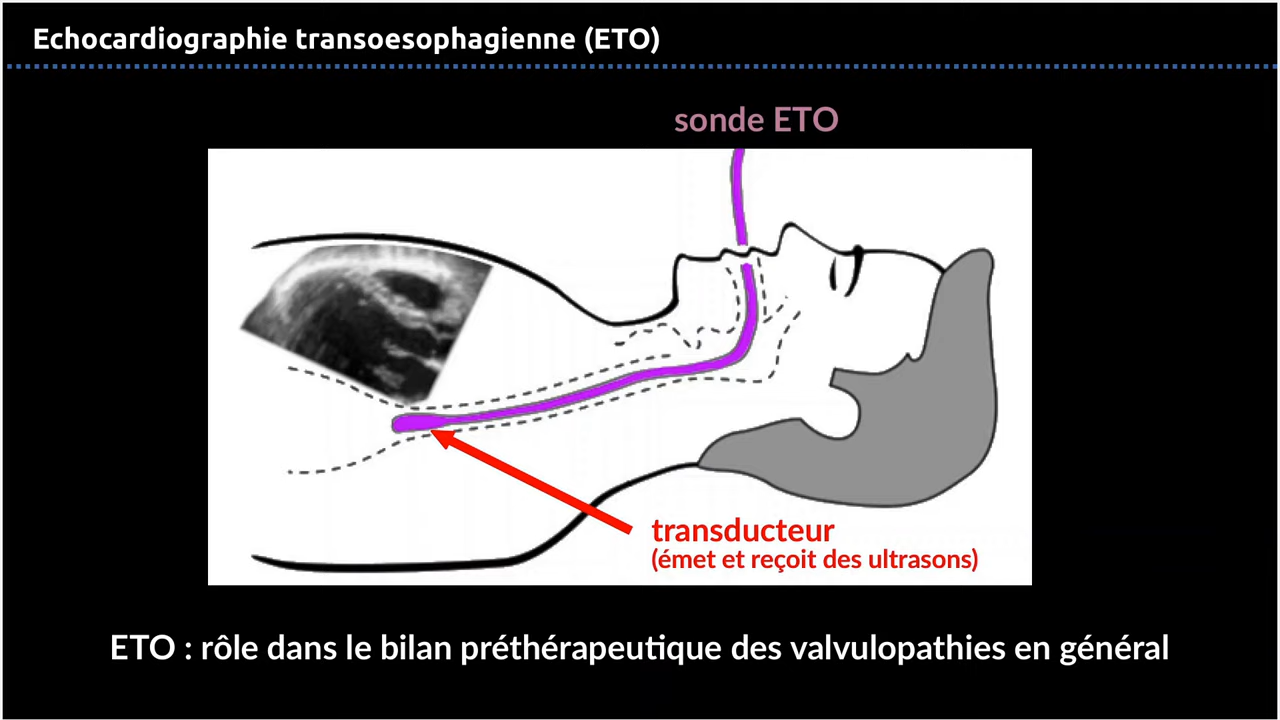 Echocardiographie transoesophagienne (ETO)
sonde ETO
transducteur
(émet et reçoit des ultrasons)
ETO : rôle dans le bilan préthérapeutique des valvulopathies en général